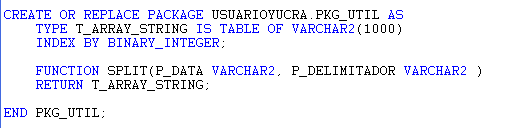 CREATE OR REPLACE PACKAGE USUARIOYUCRA.PKG_UTIL AS
TYPE T_ARRAY_STRING IS TABLE OF VARCHAR2(1000)
INDEX BY BINARY_INTEGER;
FUNCTION SPLIT(P_DATA VARCHAR2, P_DELIMITADOR VARCHAR2 )
RETURN T_ARRAY_STRING;
END PKG_UTIL;